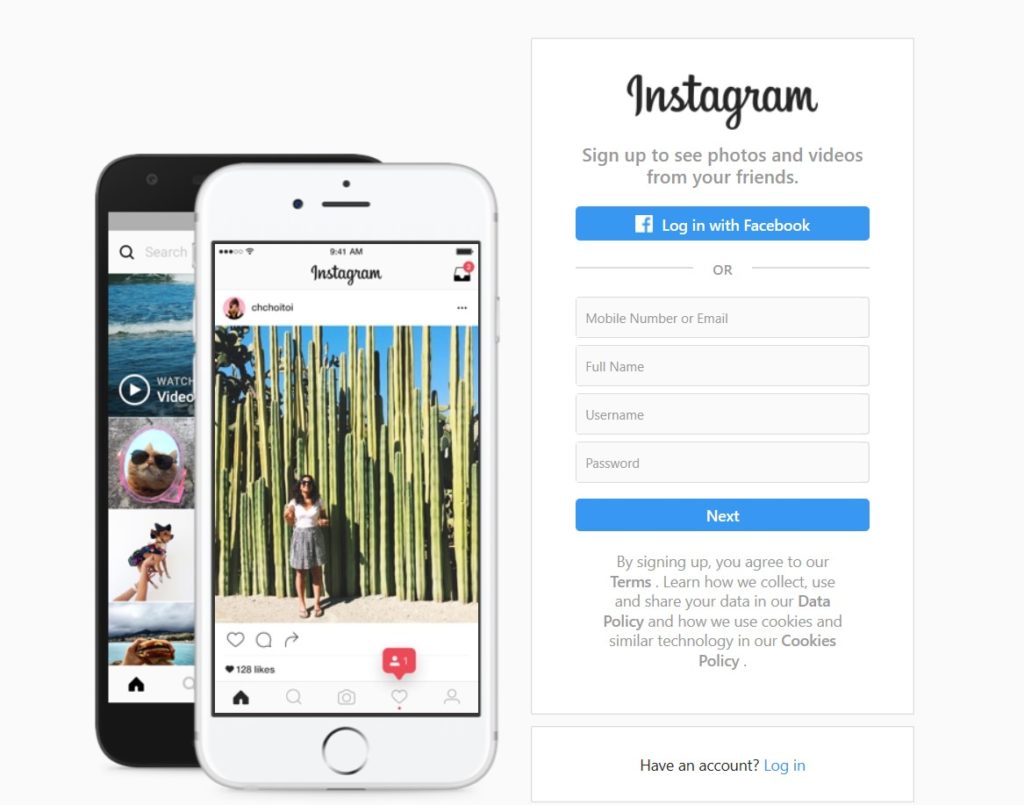 Search
WATCH
Video
9:41 AM
Instagram
2
chchoitoi
128 likes
1
Instagram
Sign up to see photos and videos
from your friends.
Log in with Facebook
OR
Mobile Number or Email
Full Name
Username
Password
Next
By signing up, you agree to our
Terms . Learn how we collect, use
and share your data in our Data
Policy and how we use cookies and
similar technology in our Cookies
Policy .
Have an account? Log in